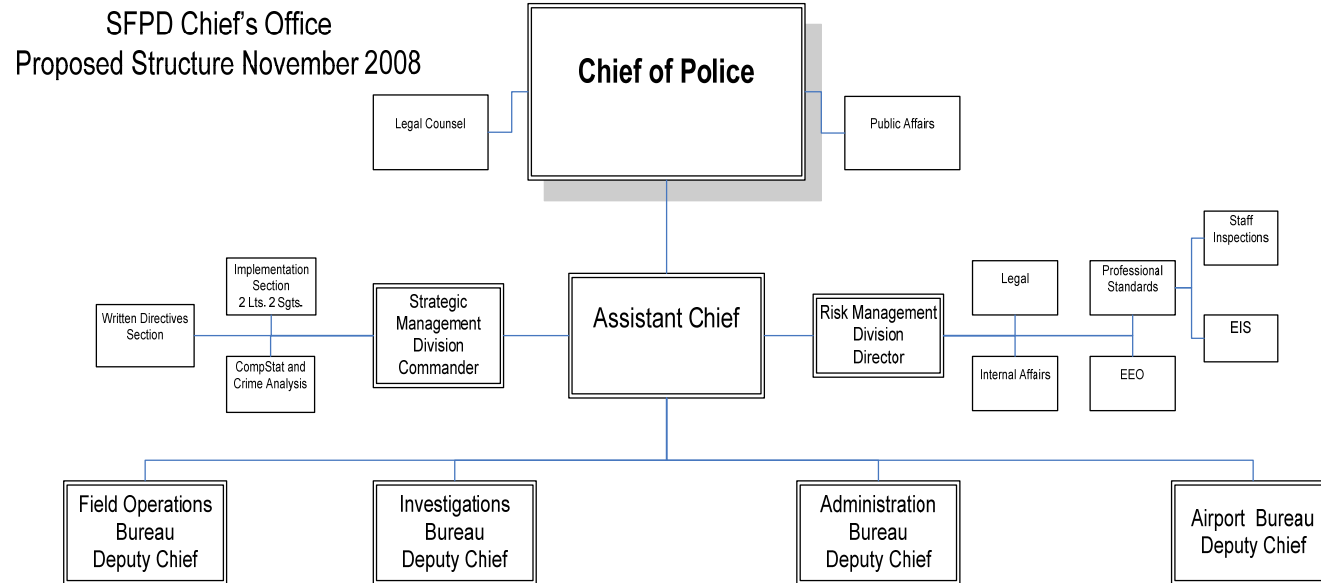 SFPD Chief's Office
Proposed Structure November 2008
Chief of Police
Legal Counsel
Public Affairs
Staff
Inspections
Implementation
Section
2 Lts. 2 Sgts.
Legal
Professional
Standards
Written Directives
Section
Strategic
Management
Division
Commander
Assistant Chief
Risk Management
Division
Director
EIS
CompStat and
Crime Analysis
Internal Affairs
EEO
Field Operations
Bureau
Deputy Chief
Investigations
Bureau
Deputy Chief
Administration
Bureau
Deputy Chief
Airport Bureau
Deputy Chief